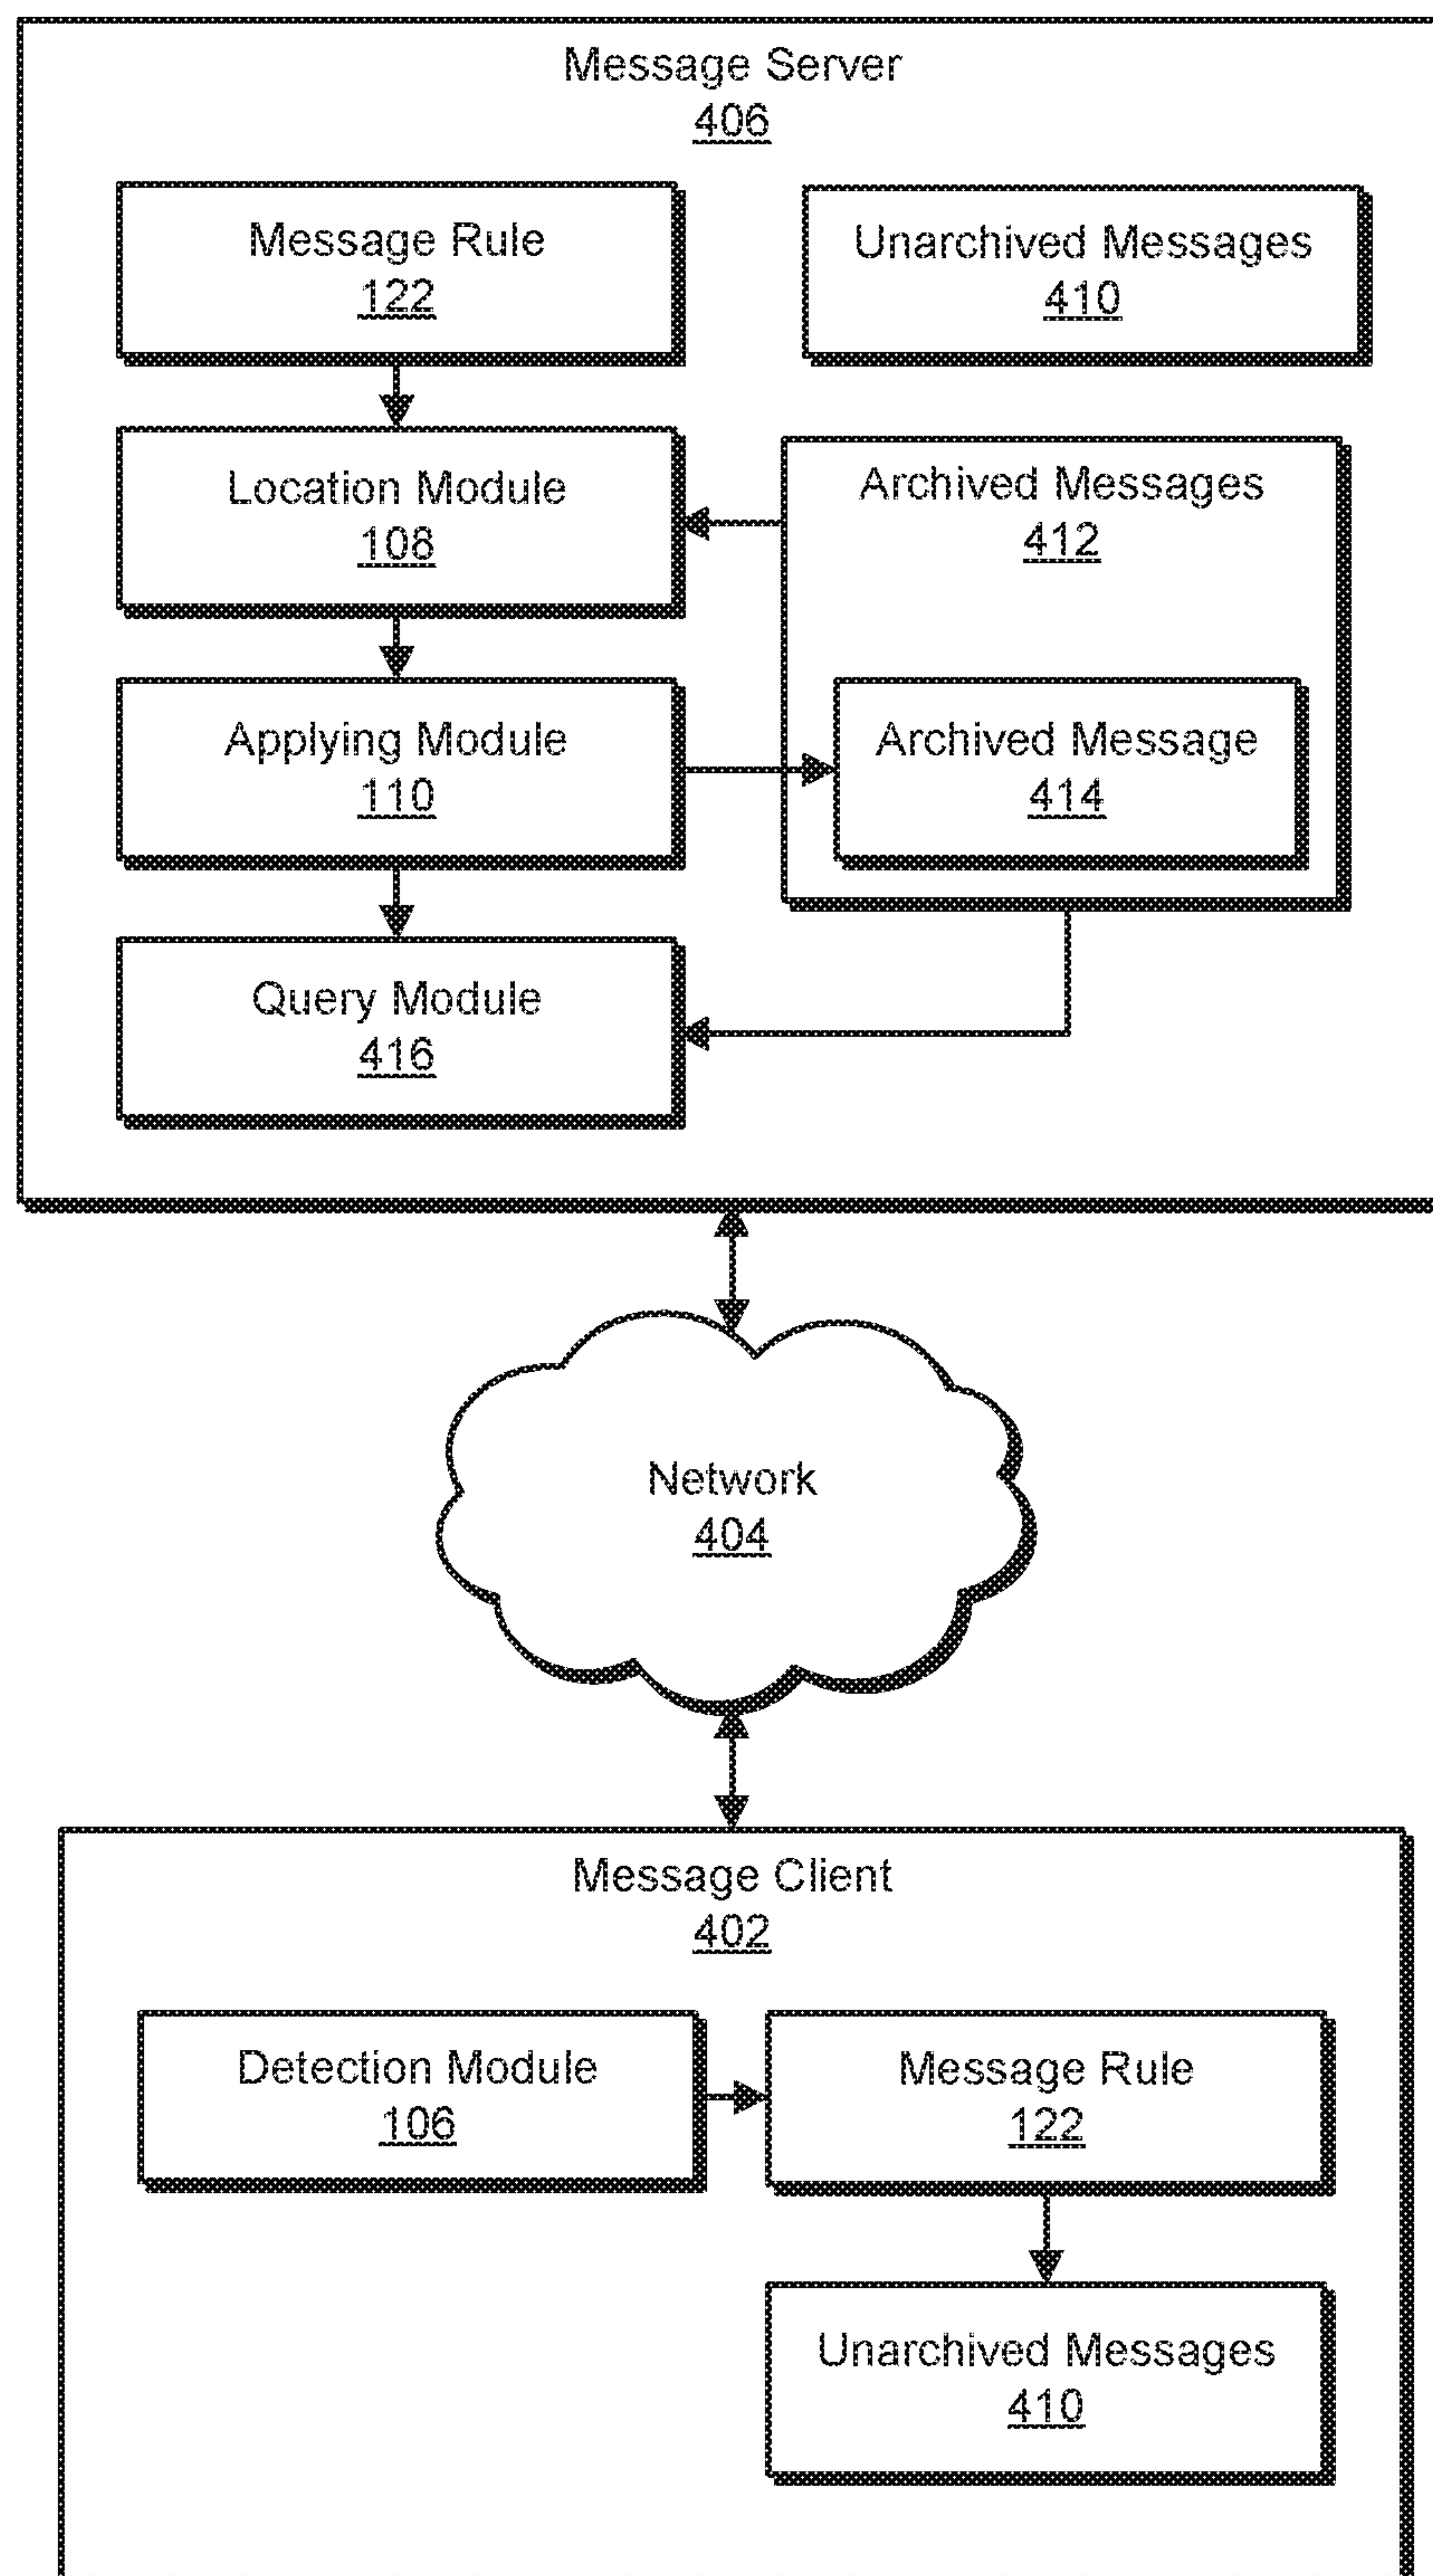 Message Server
406
Message Rule
122
Unarchived Messages
410
Location Module
108
Archived Messages
412
Applying Module
110
Archived Message
414
Query Module
416
Network
404
Message Client
402
Detection Module
106
Message Rule
122
Unarchived Messages
410